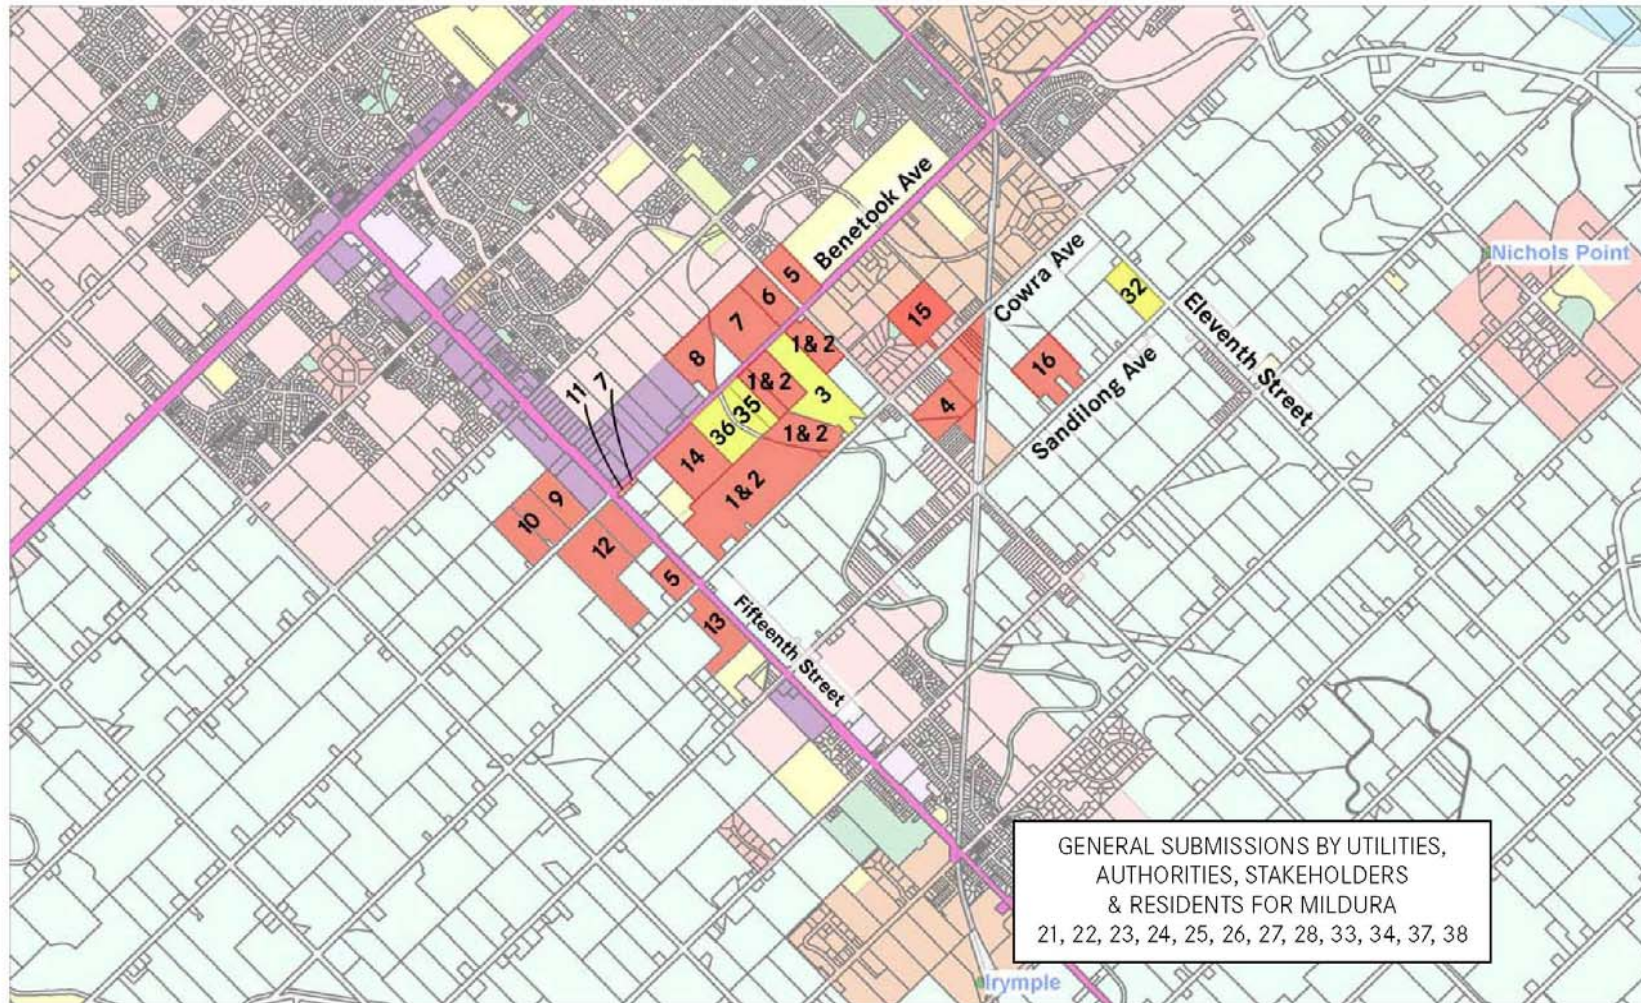 Benetook Ave
Nichols Point
Cowra Ave
5
32
6
Eleventh Street
15
7
1 & 2
8
16
1 & 2
Sandilong Ave
11
7
3
4
35
36
1 & 2
14
1 & 2
9
10
12
5
13
Fifteenth Street
GENERAL SUBMISSIONS BY UTILITIES,
AUTHORITIES, STAKEHOLDERS
& RESIDENTS FOR MILDURA
21, 22, 23, 24, 25, 26, 27, 28, 33, 34, 37, 38
Irymple